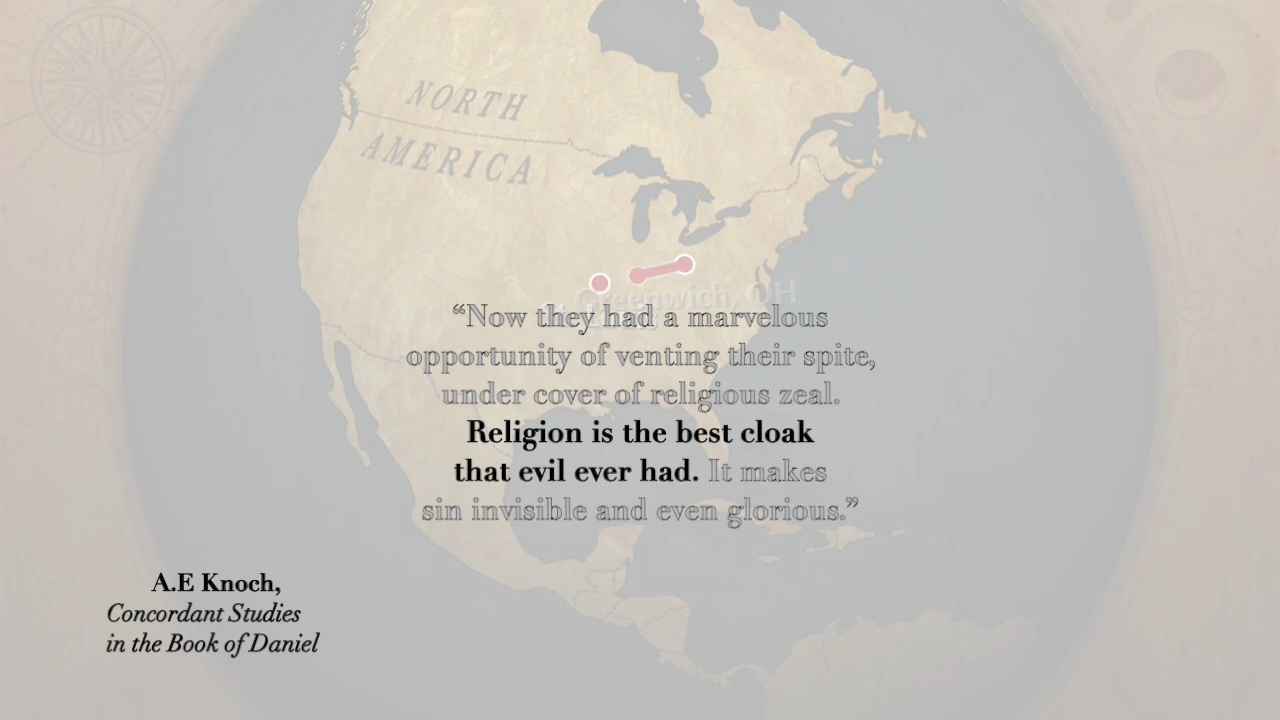 NORTH
AMERICA
Greenwich, OH
“Now they had a marvelous
opportunity of venting their spite,
under cover of religious zeal.
Religion is the best cloak
that evil ever had. It makes
sin invisible and even glorious.”
A.E Knoch,
Concordant Studies
in the Book of Daniel